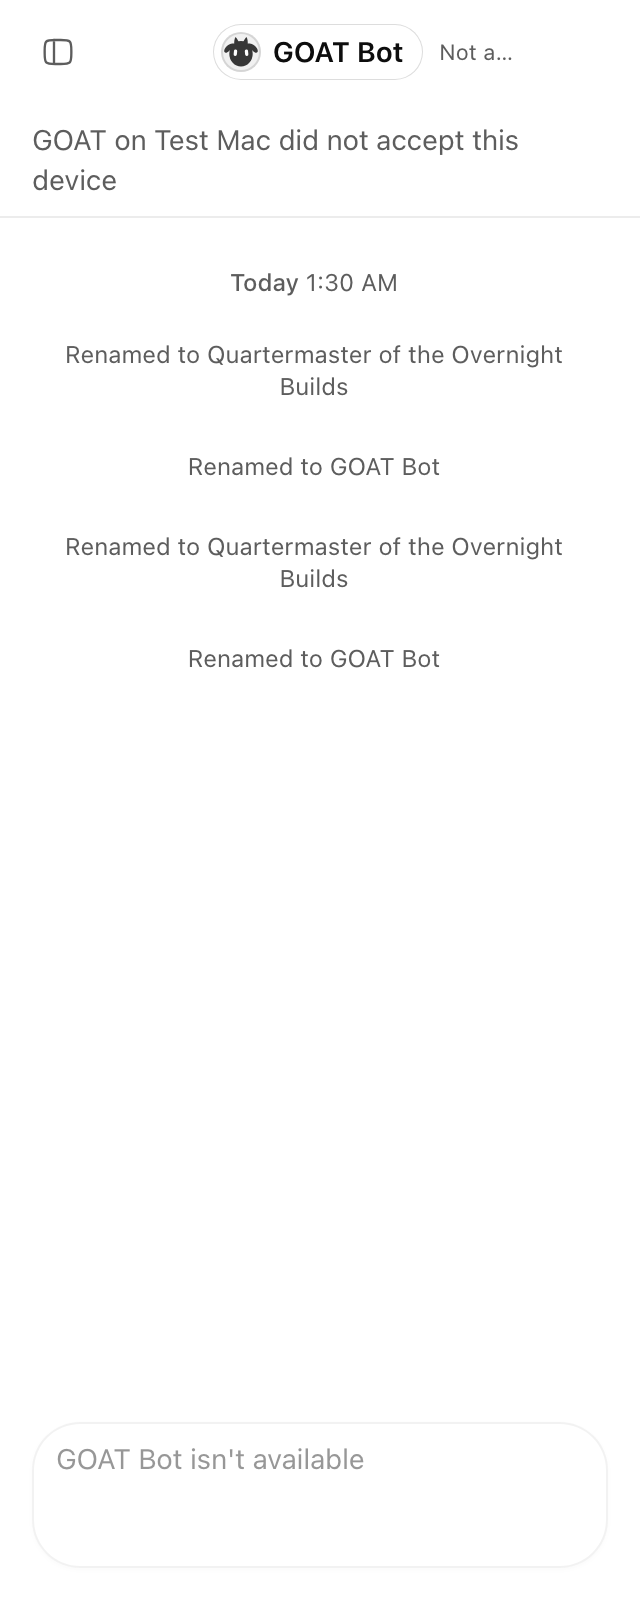 GOAT Bot Not a...
GOAT on Test Mac did not accept this
device
Today 1:30 AM
Renamed to Quartermaster of the Overnight
Builds
Renamed to GOAT Bot
Renamed to Quartermaster of the Overnight
Builds
Renamed to GOAT Bot
GOAT Bot isn't available